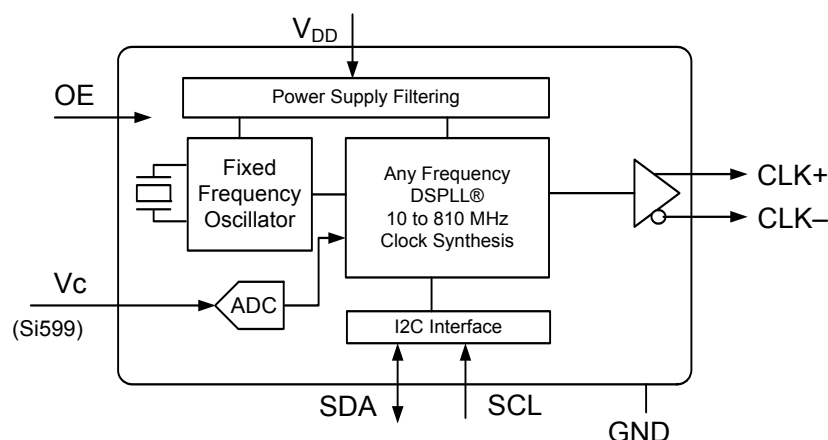 V_DD
Power Supply Filtering
OE
Fixed
Frequency
Oscillator
Any Frequency
DSPLL®
10 to 810 MHz
Clock Synthesis
CLK+
CLK–
Vc
(Si599)
ADC
I2C Interface
SDA
SCL
GND